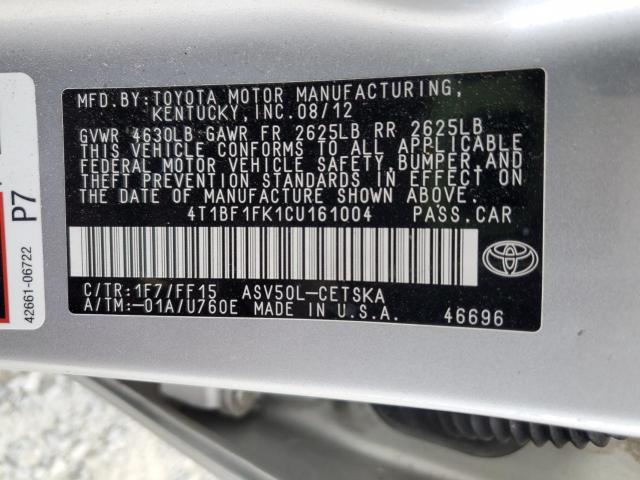 MFD.BY:TOYOTA MOTOR MANUFACTURING,
KENTUCKY, INC.08/12
GVWR 4630LB GAWR FR 2625LB RR 2625LB
THIS VEHICLE CONFORMS TO ALL APPLICABLE
FEDERAL MOTOR VEHICLE SAFETY, BUMPER, AND
THEFT PREVENTION STANDARDS IN EFFECT ON
THE DATE OF MANUFACTURE SHOWN ABOVE.
4T1BF1FK1CU161004 PASS.CAR
C/TR:1F7/FF15 ASV50L-CETSKA
A/TM:-01A/U760E MADE IN U.S.A. 46696
P7
42661-06722